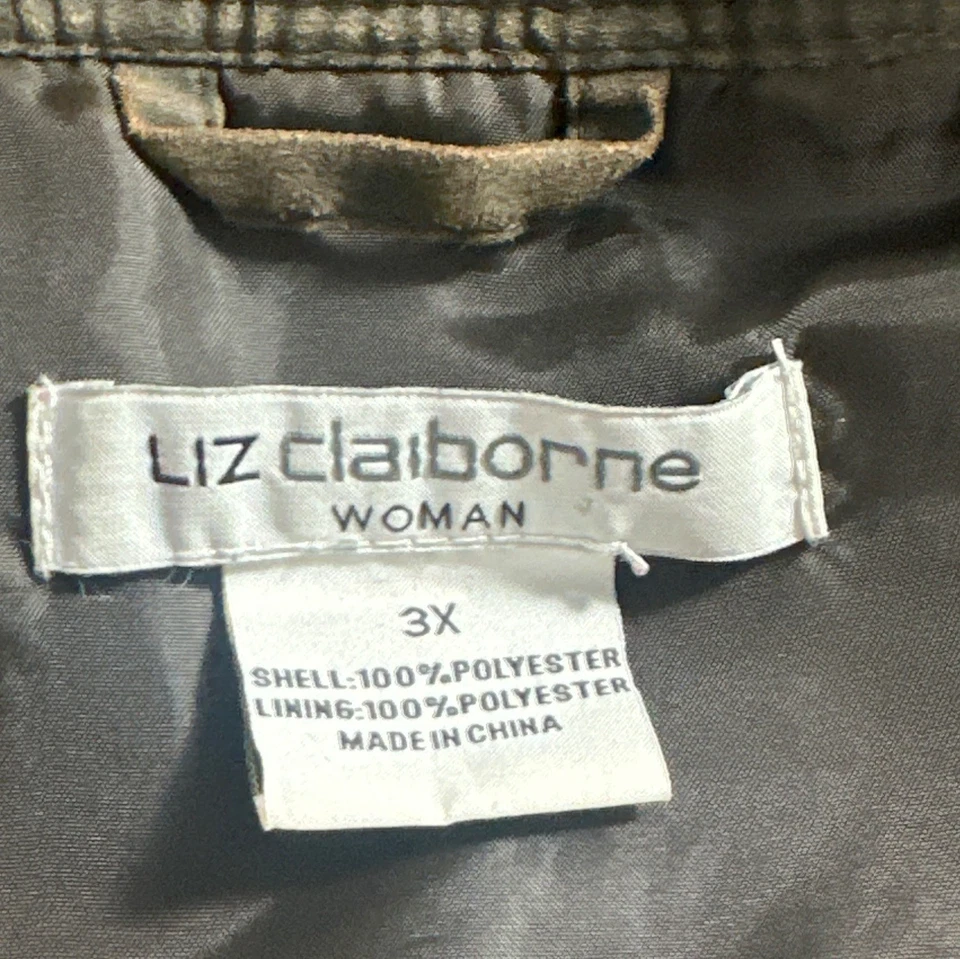 LIZ claiborne
WOMAN
3X
SHELL:100%POLYESTER
LINING:100%POLYESTER
MADE IN CHINA